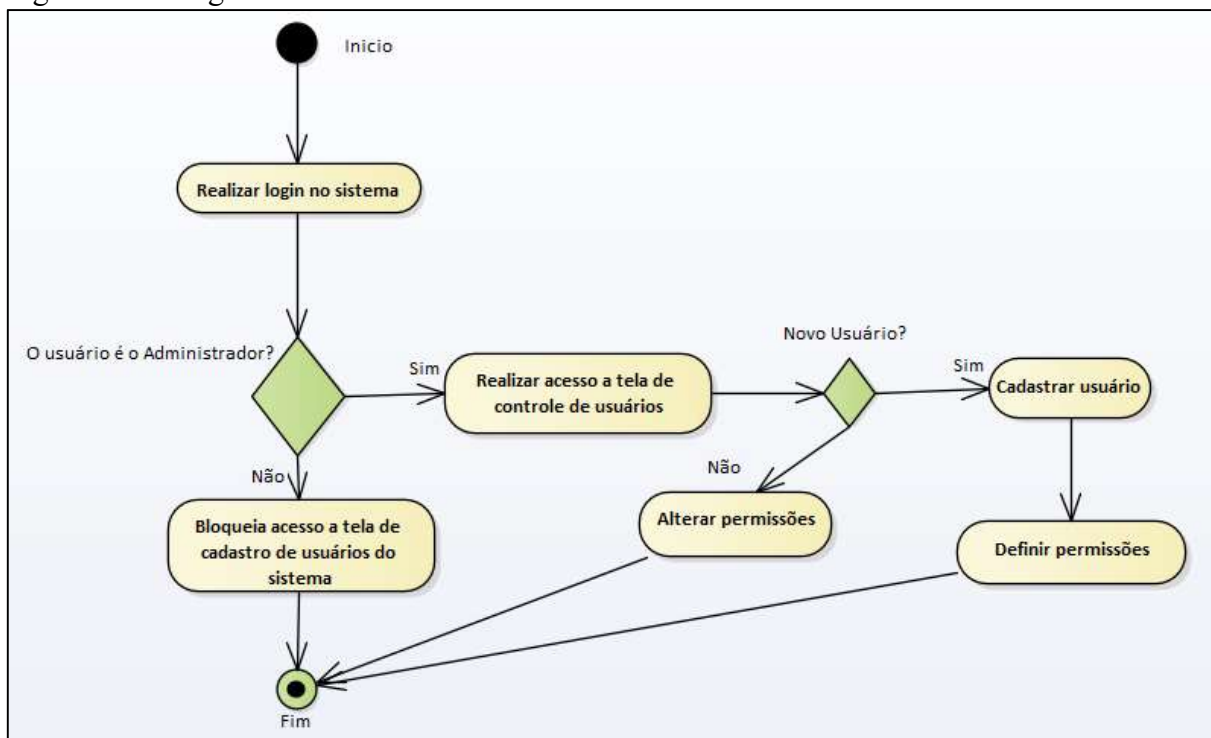 Inicio
Realizar login no sistema
O usuário é o Administrador?
Sim
Realizar acesso a tela de
controle de usuários
Novo Usuário?
Sim
Cadastrar usuário
Não
Bloqueia acesso a tela de
cadastro de usuários do
sistema
Não
Alterar permissões
Definir permissões
Fim